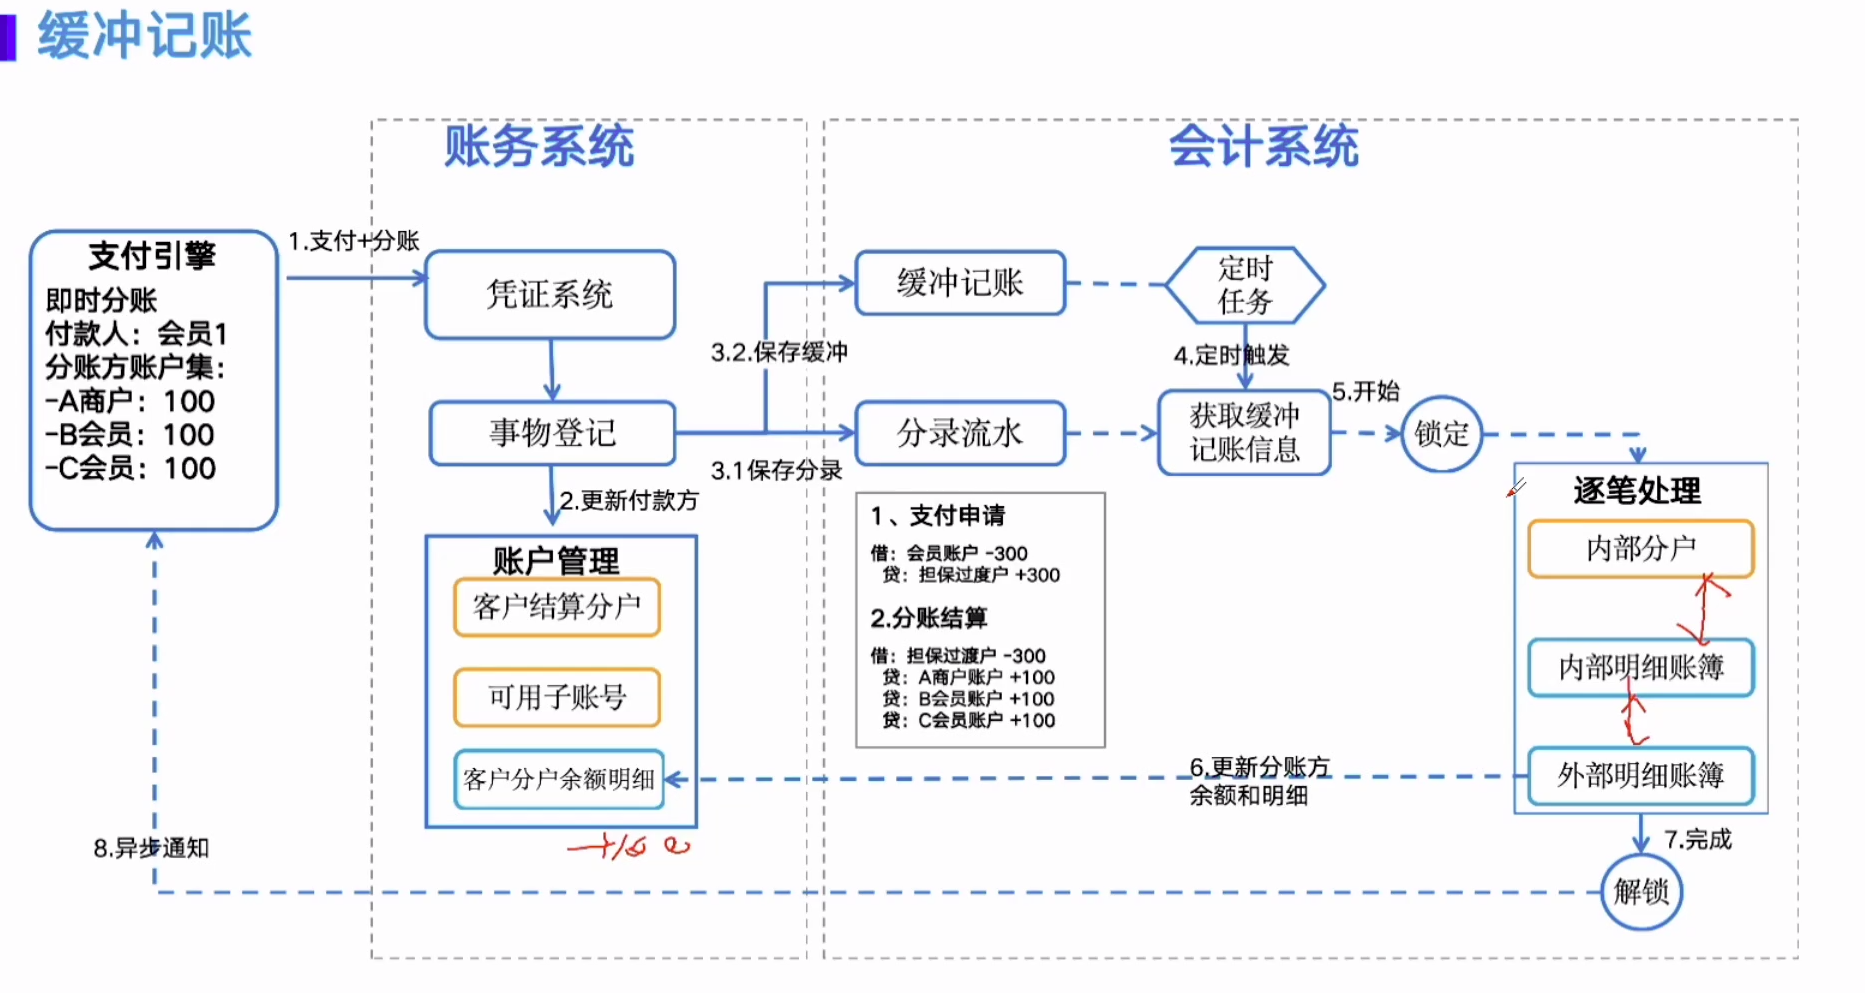 缓冲记账
账务系统
会计系统
支付引擎
即时分账
付款人：会员1
分账方账户集：
-A商户：100
-B会员：100
-C会员：100
1.支付+分账
凭证系统
事物登记
2.更新付款方
账户管理
客户结算分户
可用子账号
客户分户余额明细
3.2.保存缓冲
3.1保存分录
缓冲记账
定时
任务
4.定时触发
分录流水
获取缓冲
记账信息
5.开始
锁定
1、支付申请
借：会员账户 -300
贷：担保过度户 +300
2.分账结算
借：担保过渡户 -300
贷：A商户账户 +100
贷：B会员账户 +100
贷：C会员账户 +100
逐笔处理
内部分户
内部明细账簿
外部明细账簿
6.更新分账方
余额和明细
7.完成
解锁
8.异步通知